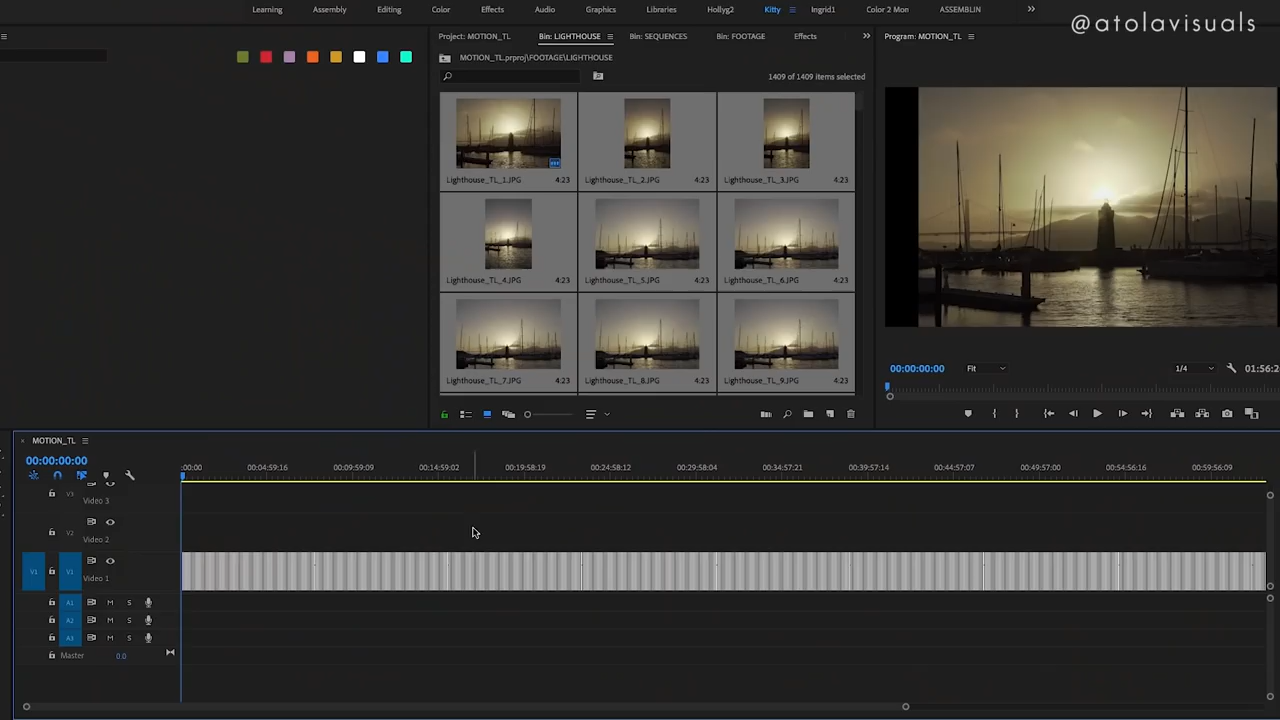 Learning Assembly Editing Color Effects Audio Graphics Libraries Hollyg2 Kitty Ingrid1 Color 2 Mon ASSEMBLIN
@atolavisuals
Project: MOTION_TL Bin: LIGHTHOUSE Bin: SEQUENCES Bin: FOOTAGE Effects
Program: MOTION_TL
MOTION_TL.prproj\FOOTAGE\LIGHTHOUSE
1409 of 1409 items selected
Lighthouse_TL_1.JPG 4:23 Lighthouse_TL_2.JPG 4:23 Lighthouse_TL_3.JPG 4:23
Lighthouse_TL_4.JPG 4:23 Lighthouse_TL_5.JPG 4:23 Lighthouse_TL_6.JPG 4:23
Lighthouse_TL_7.JPG 4:23 Lighthouse_TL_8.JPG 4:23 Lighthouse_TL_9.JPG 4:23
00:00:00:00 Fit 1/4 01:56:2
MOTION_TL
00:00:00:00
:00:00 00:04:59:16 00:09:59:09 00:14:59:02 00:19:58:19 00:24:58:12 00:29:58:04 00:34:57:21 00:39:57:14 00:44:57:07 00:49:57:00 00:54:56:16 00:59:56:09
V3 Video 3
V2 Video 2
V1 V1 Video 1
A1 M S
A2 M S
A3 M S
Master 0.0